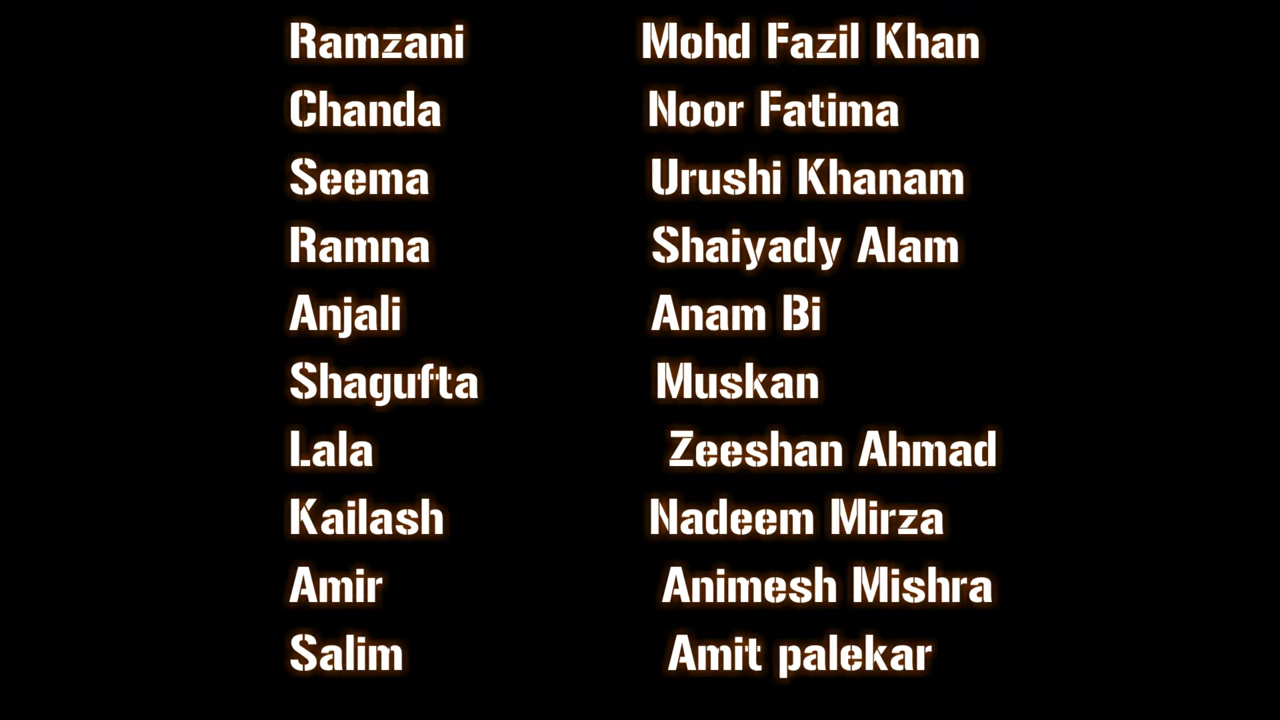 Ramzani Mohd Fazil Khan
Chanda Noor Fatima
Seema Urushi Khanam
Ramna Shaiyady Alam
Anjali Anam Bi
Shagufta Muskan
Lala Zeeshan Ahmad
Kailash Nadeem Mirza
Amir Animesh Mishra
Salim Amit palekar